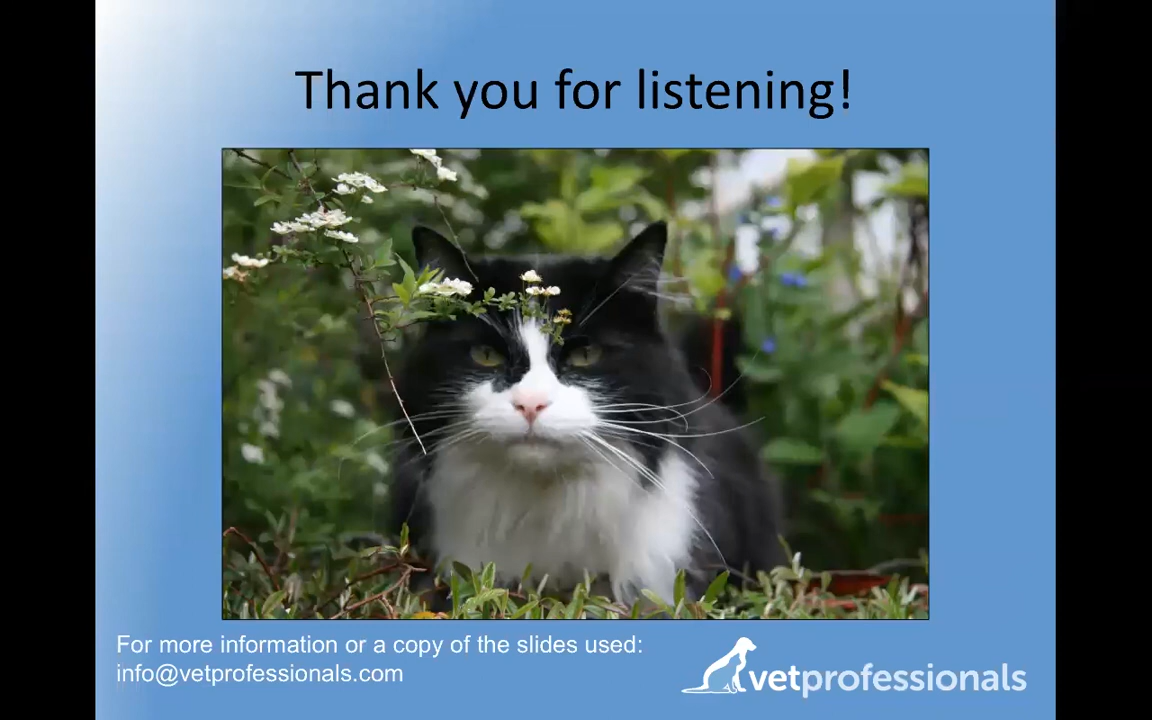 Thank you for listening!
For more information or a copy of the slides used:
info@vetprofessionals.com
vetprofessionals